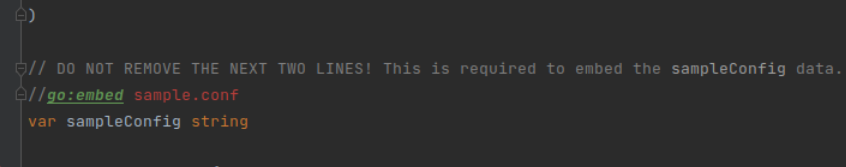 )
// DO NOT REMOVE THE NEXT TWO LINES! This is required to embed the sampleConfig data.
//go:embed sample.conf
var sampleConfig string